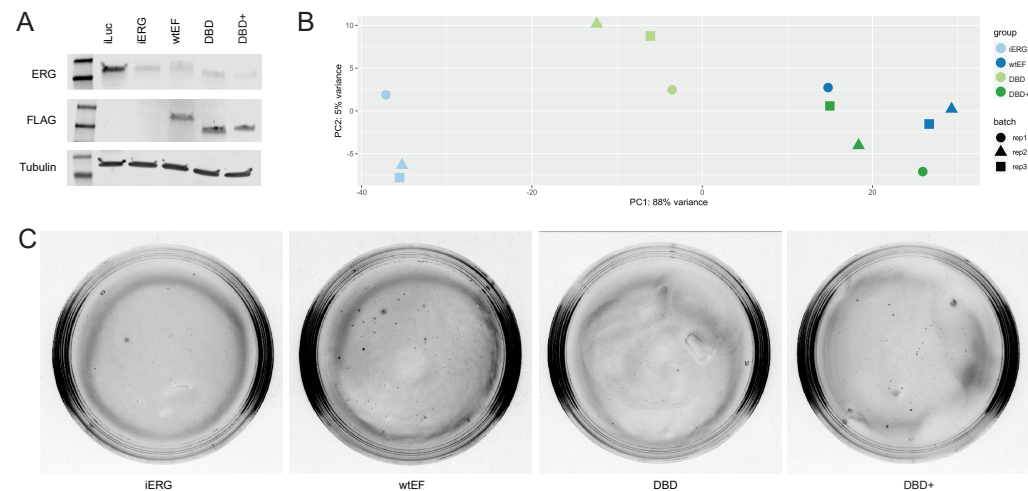 A
iLuc
iERG
wtEF
DBD
DBD+
ERG
FLAG
Tubulin
B
PC2: 5% variance
10
5
0
-5
-40
-20
0
20
PC1: 88% variance
group
iERG
wtEF
DBD
DBD+
batch
rep1
rep2
rep3
C
iERG
wtEF
DBD
DBD+